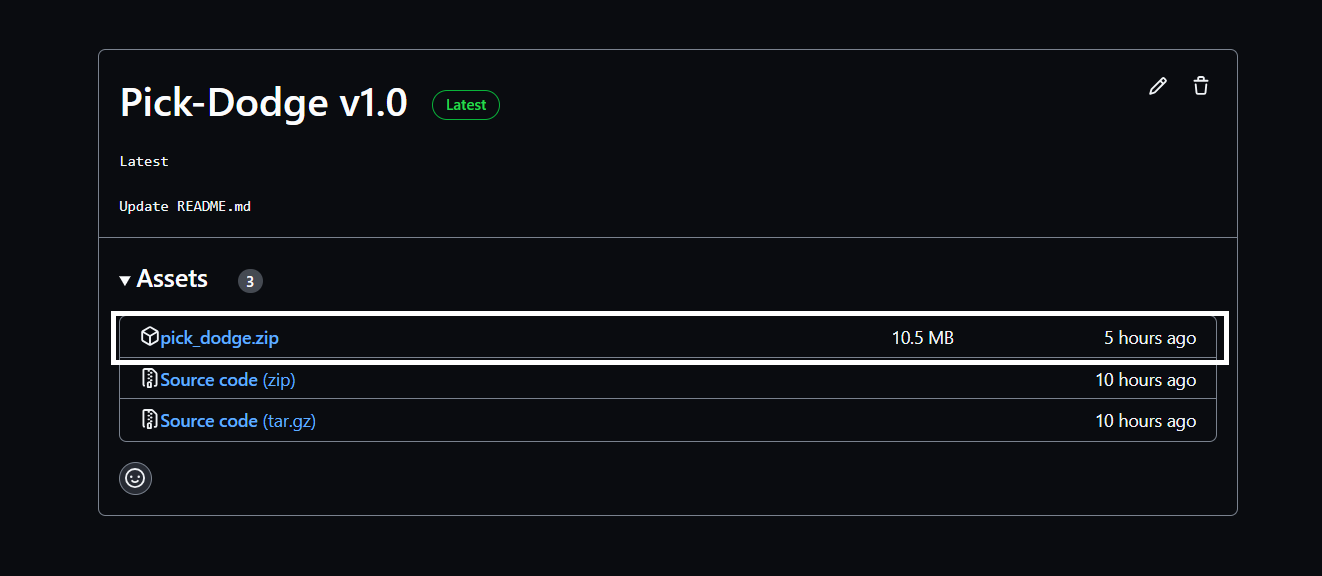 Pick-Dodge v1.0 Latest
Latest
Update README.md
Assets 3
pick_dodge.zip 10.5 MB 5 hours ago
Source code (zip) 10 hours ago
Source code (tar.gz) 10 hours ago